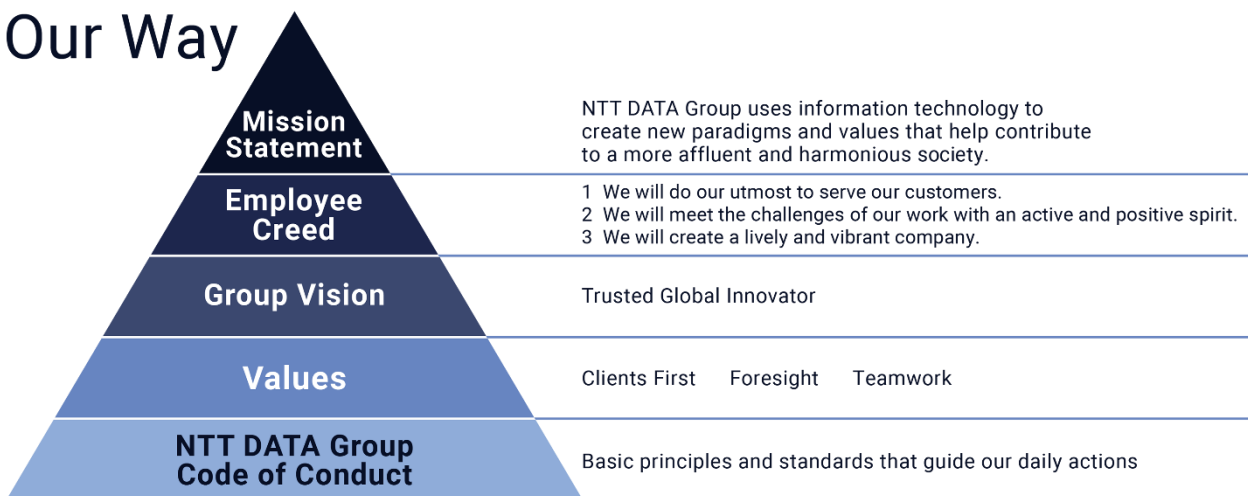 Our Way
Mission
Statement
NTT DATA Group uses information technology to
create new paradigms and values that help contribute
to a more affluent and harmonious society.
Employee
Creed
1 We will do our utmost to serve our customers.
2 We will meet the challenges of our work with an active and positive spirit.
3 We will create a lively and vibrant company.
Group Vision
Trusted Global Innovator
Values
Clients First Foresight Teamwork
NTT DATA Group
Code of Conduct
Basic principles and standards that guide our daily actions